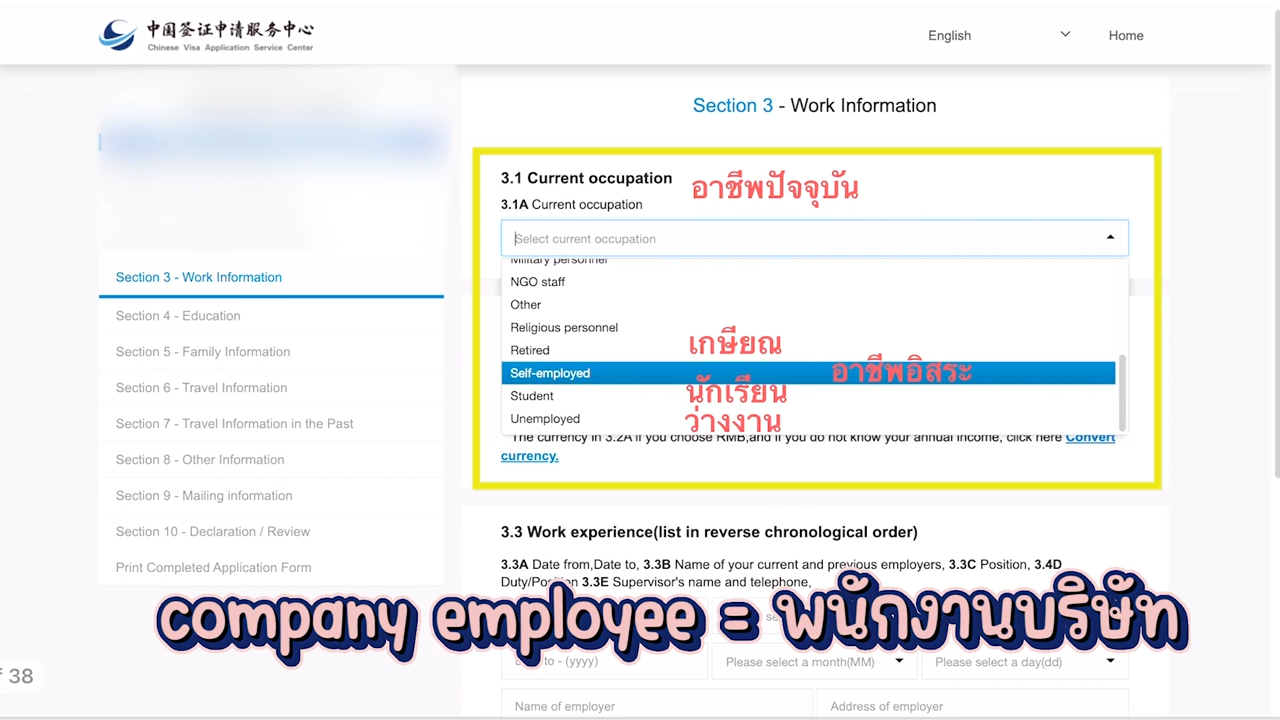 中国签证申请服务中心
Chinese Visa Application Service Center
English
Home
Section 3 - Work Information
3.1 Current occupation
อาชีพปัจจุบัน
3.1A Current occupation
Select current occupation
Military personnel
NGO staff
Other
Religious personnel
Retired
เกษียณ
Self-employed
อาชีพอิสระ
Student
นักเรียน
Unemployed
ว่างงาน
The currency in 3.2A if you choose RMB,and if you do not know your annual income, click here Convert
currency.
Section 3 - Work Information
Section 4 - Education
Section 5 - Family Information
Section 6 - Travel Information
Section 7 - Travel Information in the Past
Section 8 - Other Information
Section 9 - Mailing information
Section 10 - Declaration / Review
Print Completed Application Form
3.3 Work experience(list in reverse chronological order)
3.3A Date from,Date to, 3.3B Name of your current and previous employers, 3.3C Position, 3.4D
Duty/Position 3.3E Supervisor's name and telephone,
company employee = พนักงานบริษัท
to - (yyyy)
Please select a month(MM)
Please select a day(dd)
Name of employer
Address of employer
38